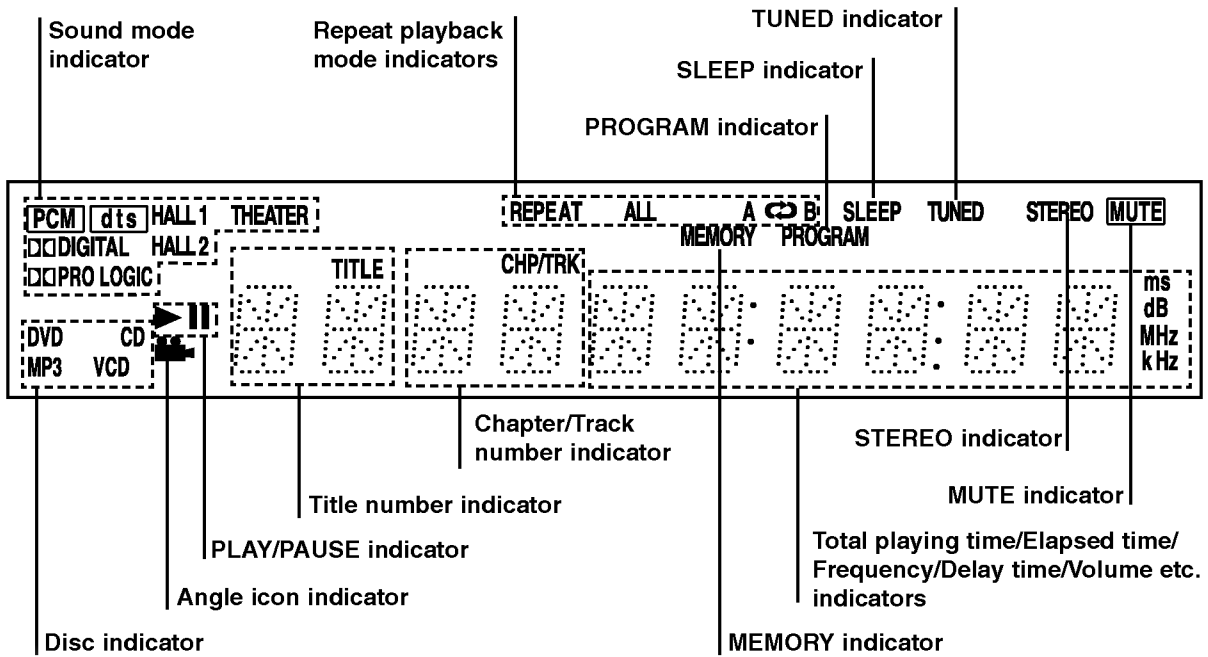 Sound mode
indicator
Repeat playback
mode indicators
TUNED indicator
SLEEP indicator
PROGRAM indicator
PCM dts HALL 1 THEATER REPEAT ALL A B SLEEP TUNED STEREO MUTE
DIGITAL HALL 2 MEMORY PROGRAM
PRO LOGIC TITLE CHP/TRK ms
dB
DVD CD MHz
MP3 VCD kHz
Chapter/Track
number indicator
STEREO indicator
Title number indicator
MUTE indicator
PLAY/PAUSE indicator
Total playing time/Elapsed time/
Frequency/Delay time/Volume etc.
indicators
Angle icon indicator
Disc indicator
MEMORY indicator